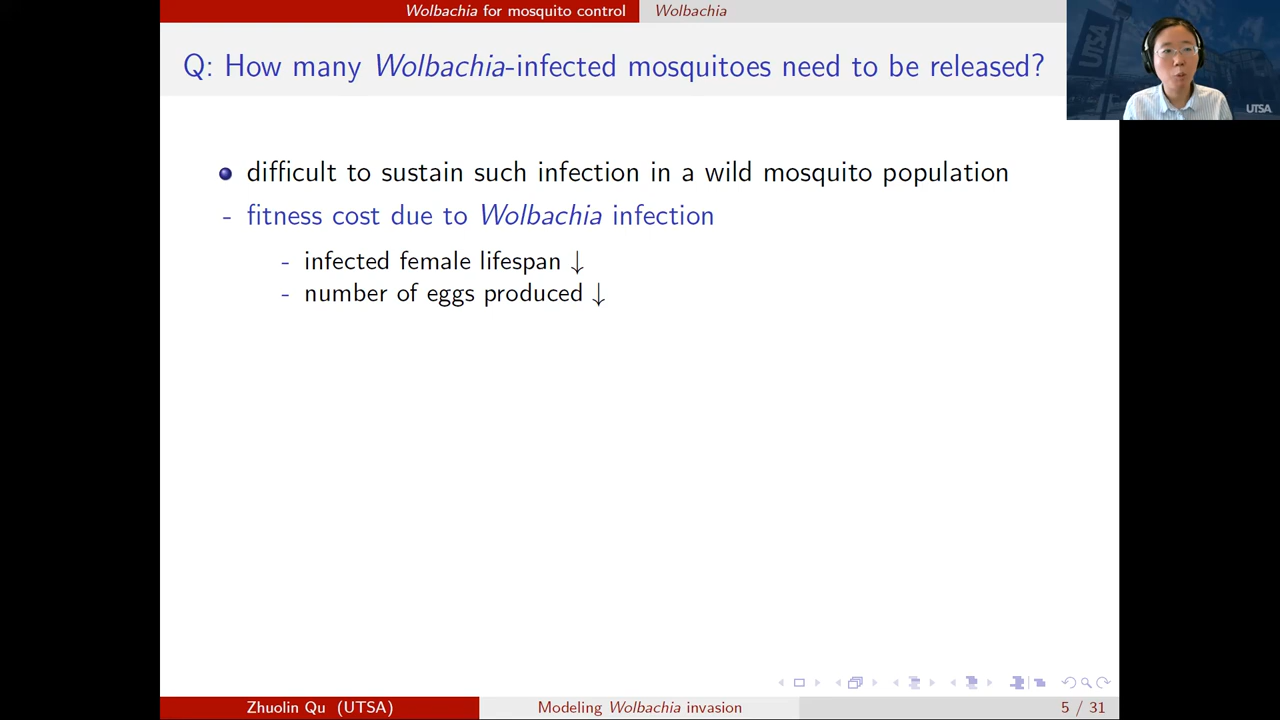 Wolbachia for mosquito control Wolbachia
Q: How many Wolbachia-infected mosquitoes need to be released?
UTSA
UTSA
difficult to sustain such infection in a wild mosquito population
- fitness cost due to Wolbachia infection
- infected female lifespan ↓
- number of eggs produced ↓
Zhuolin Qu (UTSA) Modeling Wolbachia invasion 5 / 31